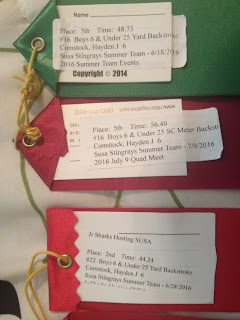 Name
Place: 5th Time: 48.73
#16 Boys 6 & Under 25 Yard Backstroke
Comstock, Hayden J 6
Susa Stingrays Summer Team - 6/18/2016
2016 Summer Team Events
Copyright © 2014
Place: 5th Time: 56.40
#16 Boys 6 & Under 25 SC Meter Backstroke
Comstock, Hayden J 6
Susa Stingrays Summer Team - 7/9/2016
2016 July 9 Quad Meet
Jr Sharks Hosting SUSA
Place: 2nd Time: 44.24
#22 Boys 6 & Under 25 Yard Backstroke
Comstock, Hayden J 6
Susa Stingrays Summer Team - 6/28/2016